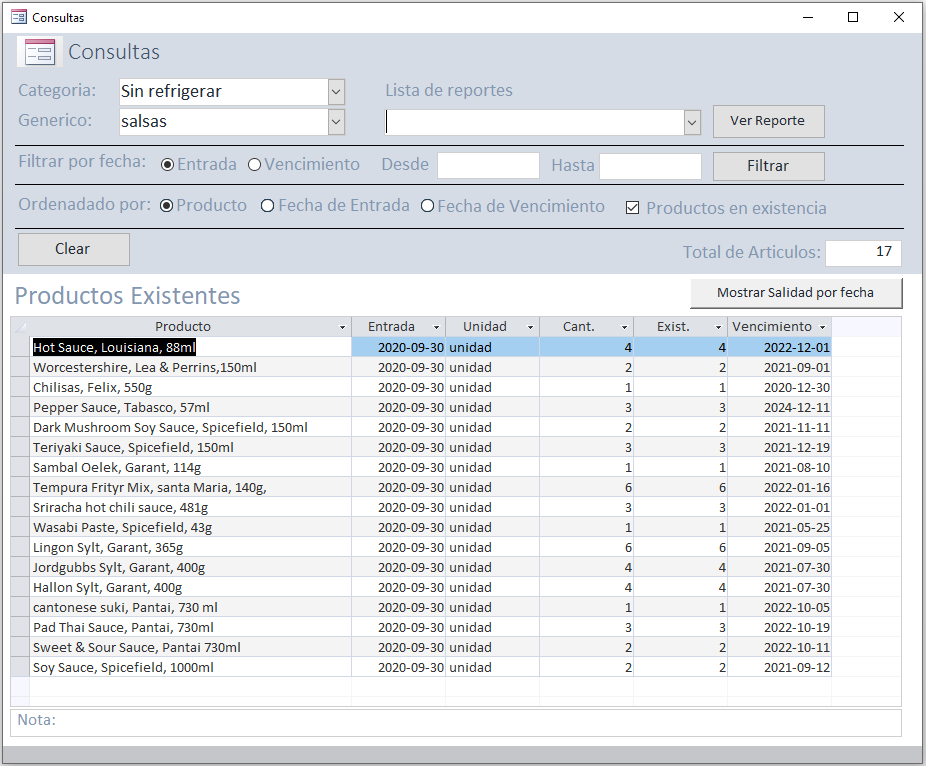 Consultas
Consultas
Categoria: Sin refrigerar Lista de reportes
Generico: salsas Ver Reporte
Filtrar por fecha: Entrada Vencimiento Desde Hasta Filtrar
Ordenado por: Producto Fecha de Entrada Fecha de Vencimiento Productos en existencia
Clear Total de Articulos: 17
Productos Existentes Mostrar Salidad por fecha
Producto Entrada Unidad Cant. Exist. Vencimiento
Hot Sauce, Louisiana, 88ml 2020-09-30 unidad 4 4 2022-12-01
Worcestershire, Lea & Perrins,150ml 2020-09-30 unidad 2 2 2021-09-01
Chilisas, Felix, 550g 2020-09-30 unidad 1 1 2020-12-30
Pepper Sauce, Tabasco, 57ml 2020-09-30 unidad 3 3 2024-12-11
Dark Mushroom Soy Sauce, Spicefield, 150ml 2020-09-30 unidad 2 2 2021-11-11
Teriyaki Sauce, Spicefield, 150ml 2020-09-30 unidad 3 3 2021-12-19
Sambal Oelek, Garant, 114g 2020-09-30 unidad 1 1 2021-08-10
Tempura Frityr Mix, santa Maria, 140g, 2020-09-30 unidad 6 6 2022-01-16
Sriracha hot chili sauce, 481g 2020-09-30 unidad 3 3 2022-01-01
Wasabi Paste, Spicefield, 43g 2020-09-30 unidad 1 1 2021-05-25
Lingon Sylt, Garant, 365g 2020-09-30 unidad 6 6 2021-09-05
Jordgubbs Sylt, Garant, 400g 2020-09-30 unidad 4 4 2021-07-30
Hallon Sylt, Garant, 400g 2020-09-30 unidad 4 4 2021-07-30
cantonese suki, Pantai, 730 ml 2020-09-30 unidad 1 1 2022-10-05
Pad Thai Sauce, Pantai, 730ml 2020-09-30 unidad 3 3 2022-10-19
Sweet & Sour Sauce, Pantai 730ml 2020-09-30 unidad 2 2 2022-10-11
Soy Sauce, Spicefield, 1000ml 2020-09-30 unidad 2 2 2021-09-12
Nota: